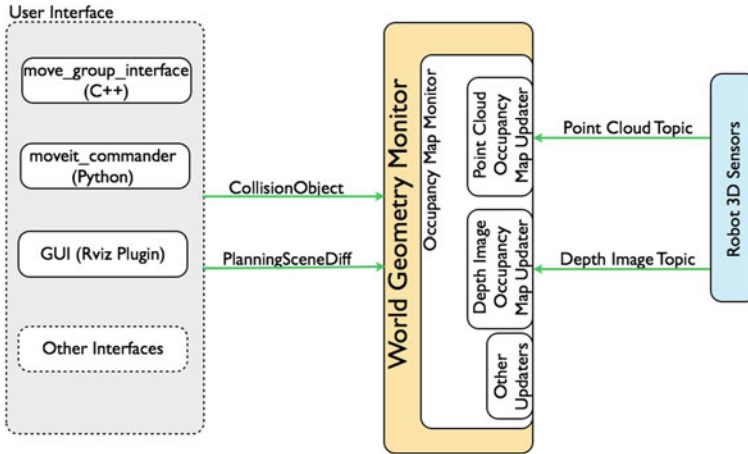 User Interface
move_group_interface
(C++)
moveit_commander
(Python)
GUI (Rviz Plugin)
Other Interfaces
CollisionObject
PlanningSceneDiff
World Geometry Monitor
Occupancy Map Monitor
Point Cloud
Occupancy
Map Updater
Depth Image
Occupancy
Map Updater
Other
Updaters
Point Cloud Topic
Depth Image Topic
Robot 3D Sensors